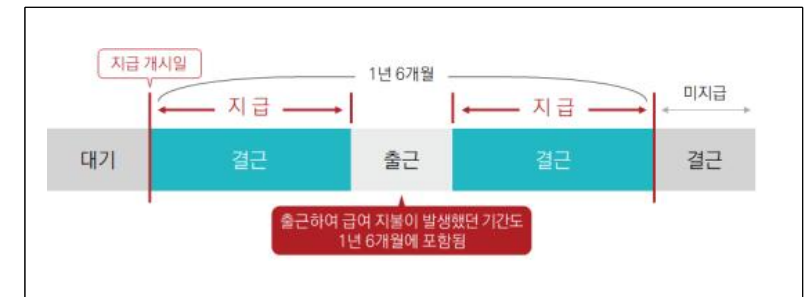 지급 개시일
1년 6개월
미지급
지급
지급
대기
결근
출근
결근
결근
출근하여 급여 지불이 발생했던 기간도
1년 6개월에 포함됨